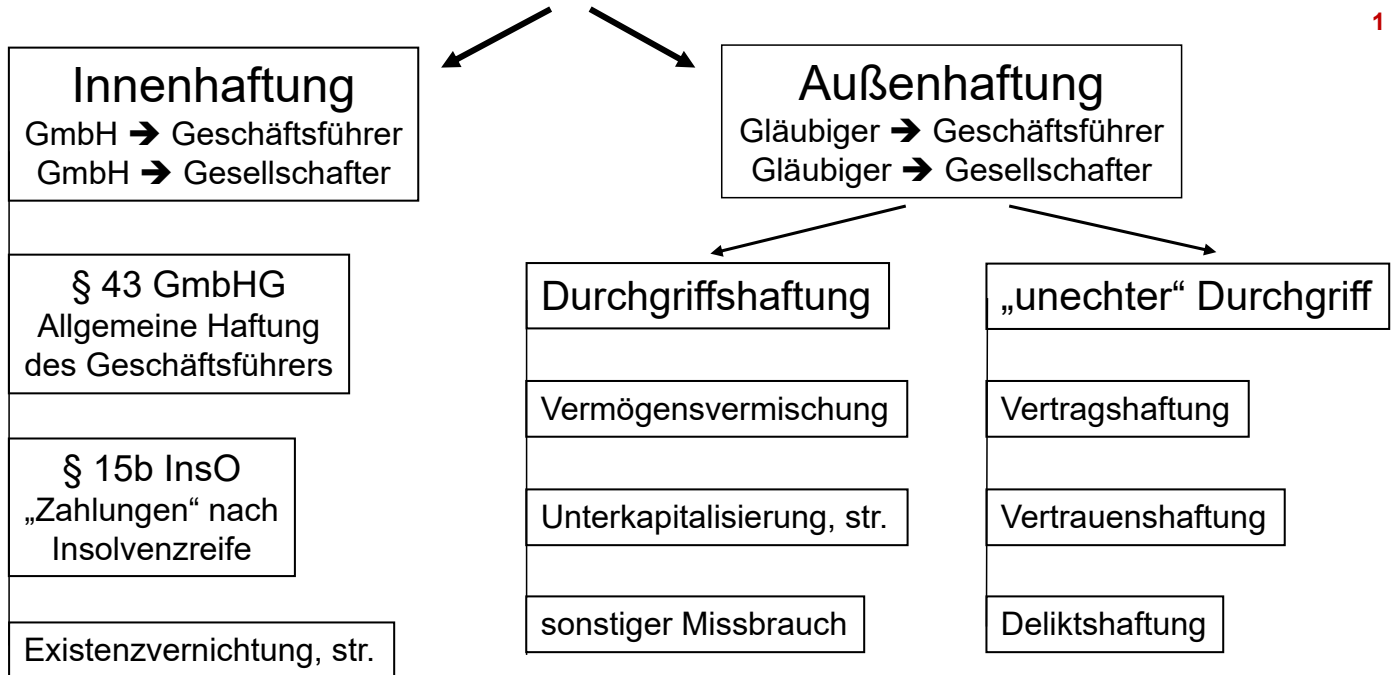 1
Innenhaftung
GmbH ➔ Geschäftsführer
GmbH ➔ Gesellschafter
§ 43 GmbHG
Allgemeine Haftung
des Geschäftsführers
§ 15b InsO
„Zahlungen“ nach
Insolvenzreife
Existenzvernichtung, str.
Außenhaftung
Gläubiger ➔ Geschäftsführer
Gläubiger ➔ Gesellschafter
Durchgriffshaftung
Vermögensvermischung
Unterkapitalisierung, str.
sonstiger Missbrauch
„unechter“ Durchgriff
Vertragshaftung
Vertrauenshaftung
Deliktshaftung